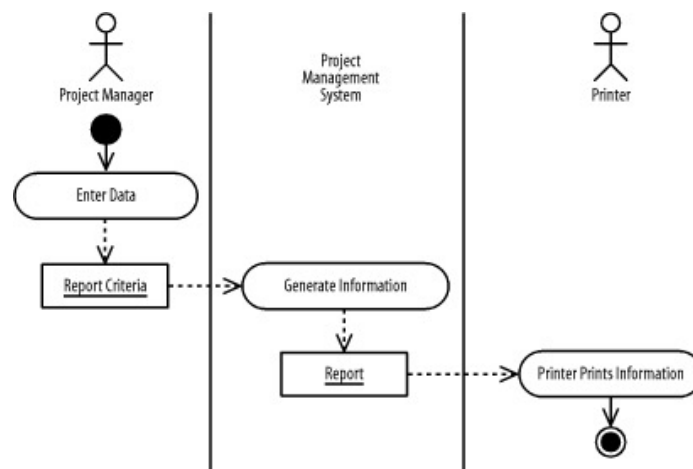 Project
Management
System
Project Manager
Printer
Enter Data
Report Criteria
Generate Information
Report
Printer Prints Information